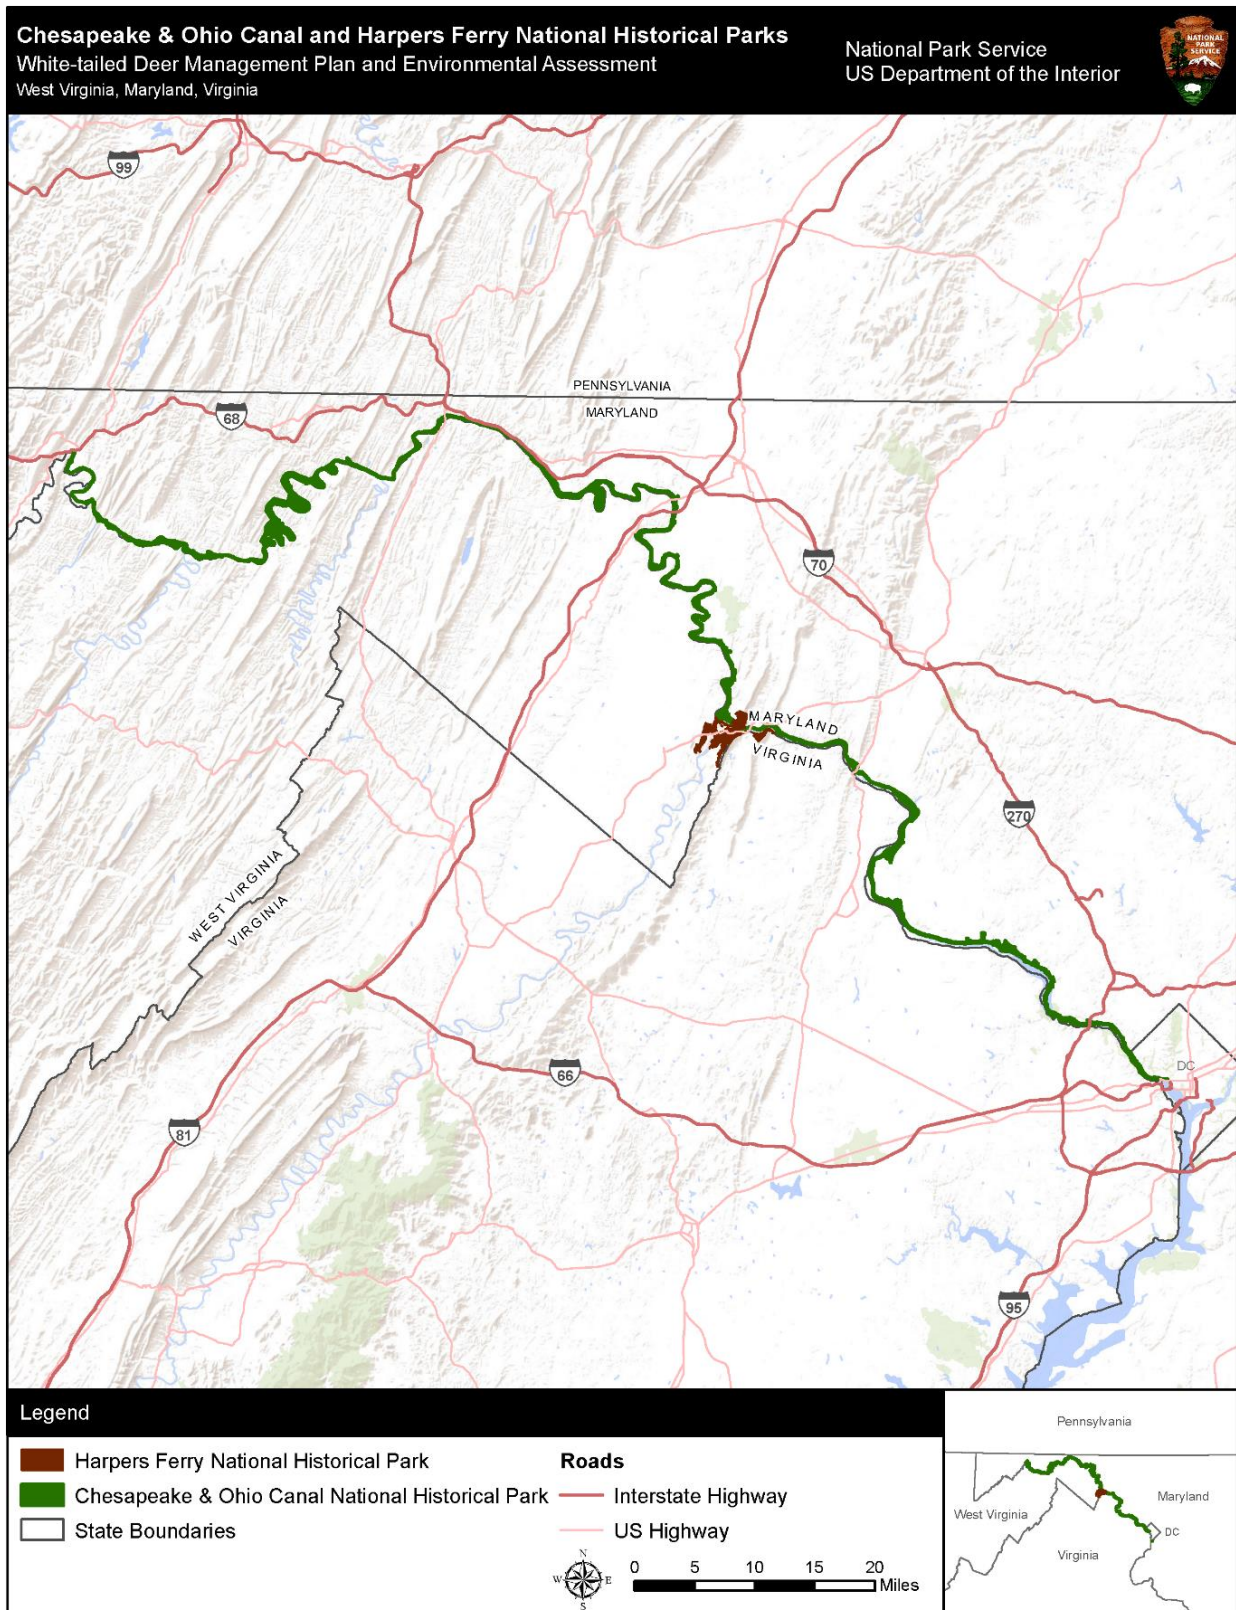 Chesapeake & Ohio Canal and Harpers Ferry National Historical Parks
White-tailed Deer Management Plan and Environmental Assessment
West Virginia, Maryland, Virginia
National Park Service
US Department of the Interior
NATIONAL
PARK
SERVICE
99
PENNSYLVANIA
MARYLAND
68
70
MARYLAND
VIRGINIA
270
WEST VIRGINIA
VIRGINIA
66
DC
81
95
Legend
Harpers Ferry National Historical Park
Chesapeake & Ohio Canal National Historical Park
State Boundaries
Roads
Interstate Highway
US Highway
N
W E
S
0 5 10 15 20
Miles
Pennsylvania
West Virginia
Maryland
DC
Virginia